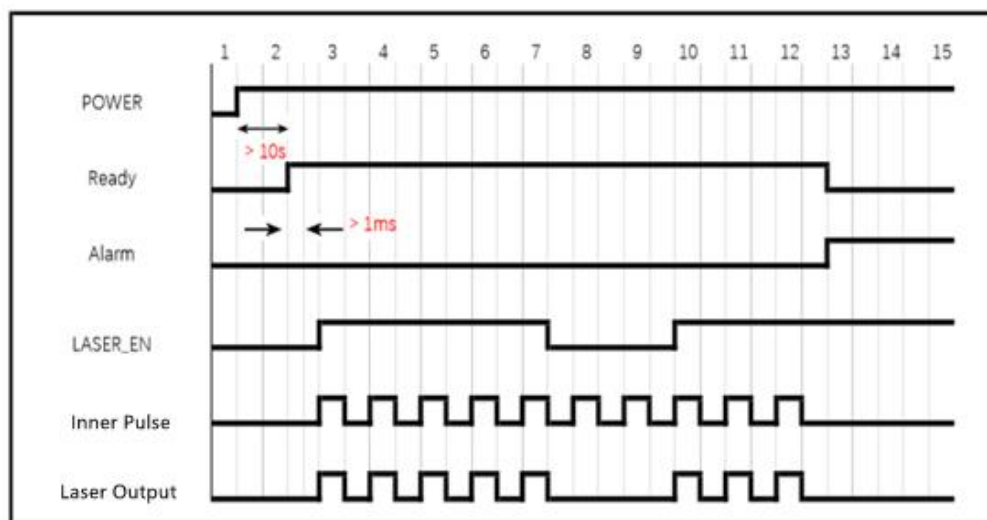 1 2 3 4 5 6 7 8 9 10 11 12 13 14 15
POWER
> 10s
Ready
> 1ms
Alarm
LASER_EN
Inner Pulse
Laser Output